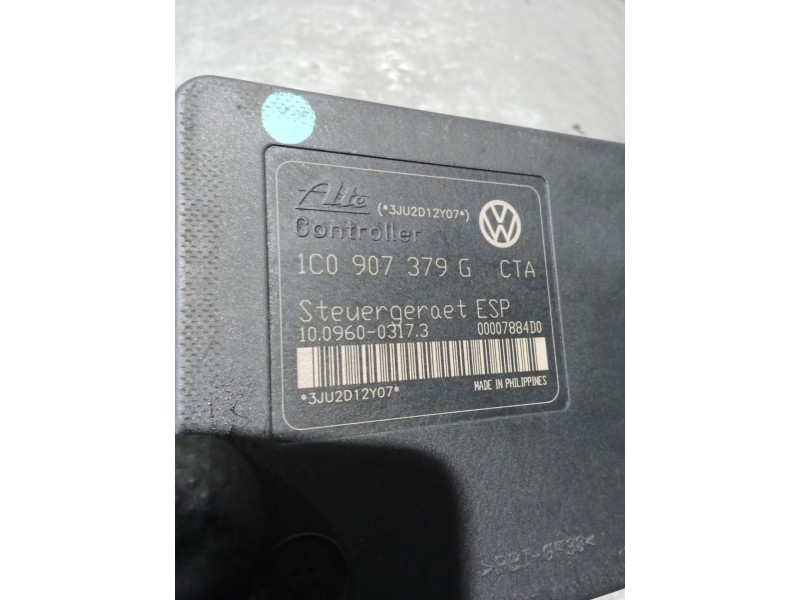 Ate (*3JU2D12Y07*)
Controller
1C0 907 379 G CTA
Steuergeraet ESP
10.0960-0317.3 00007884D0
*3JU2D12Y07* MADE IN PHILIPPINES